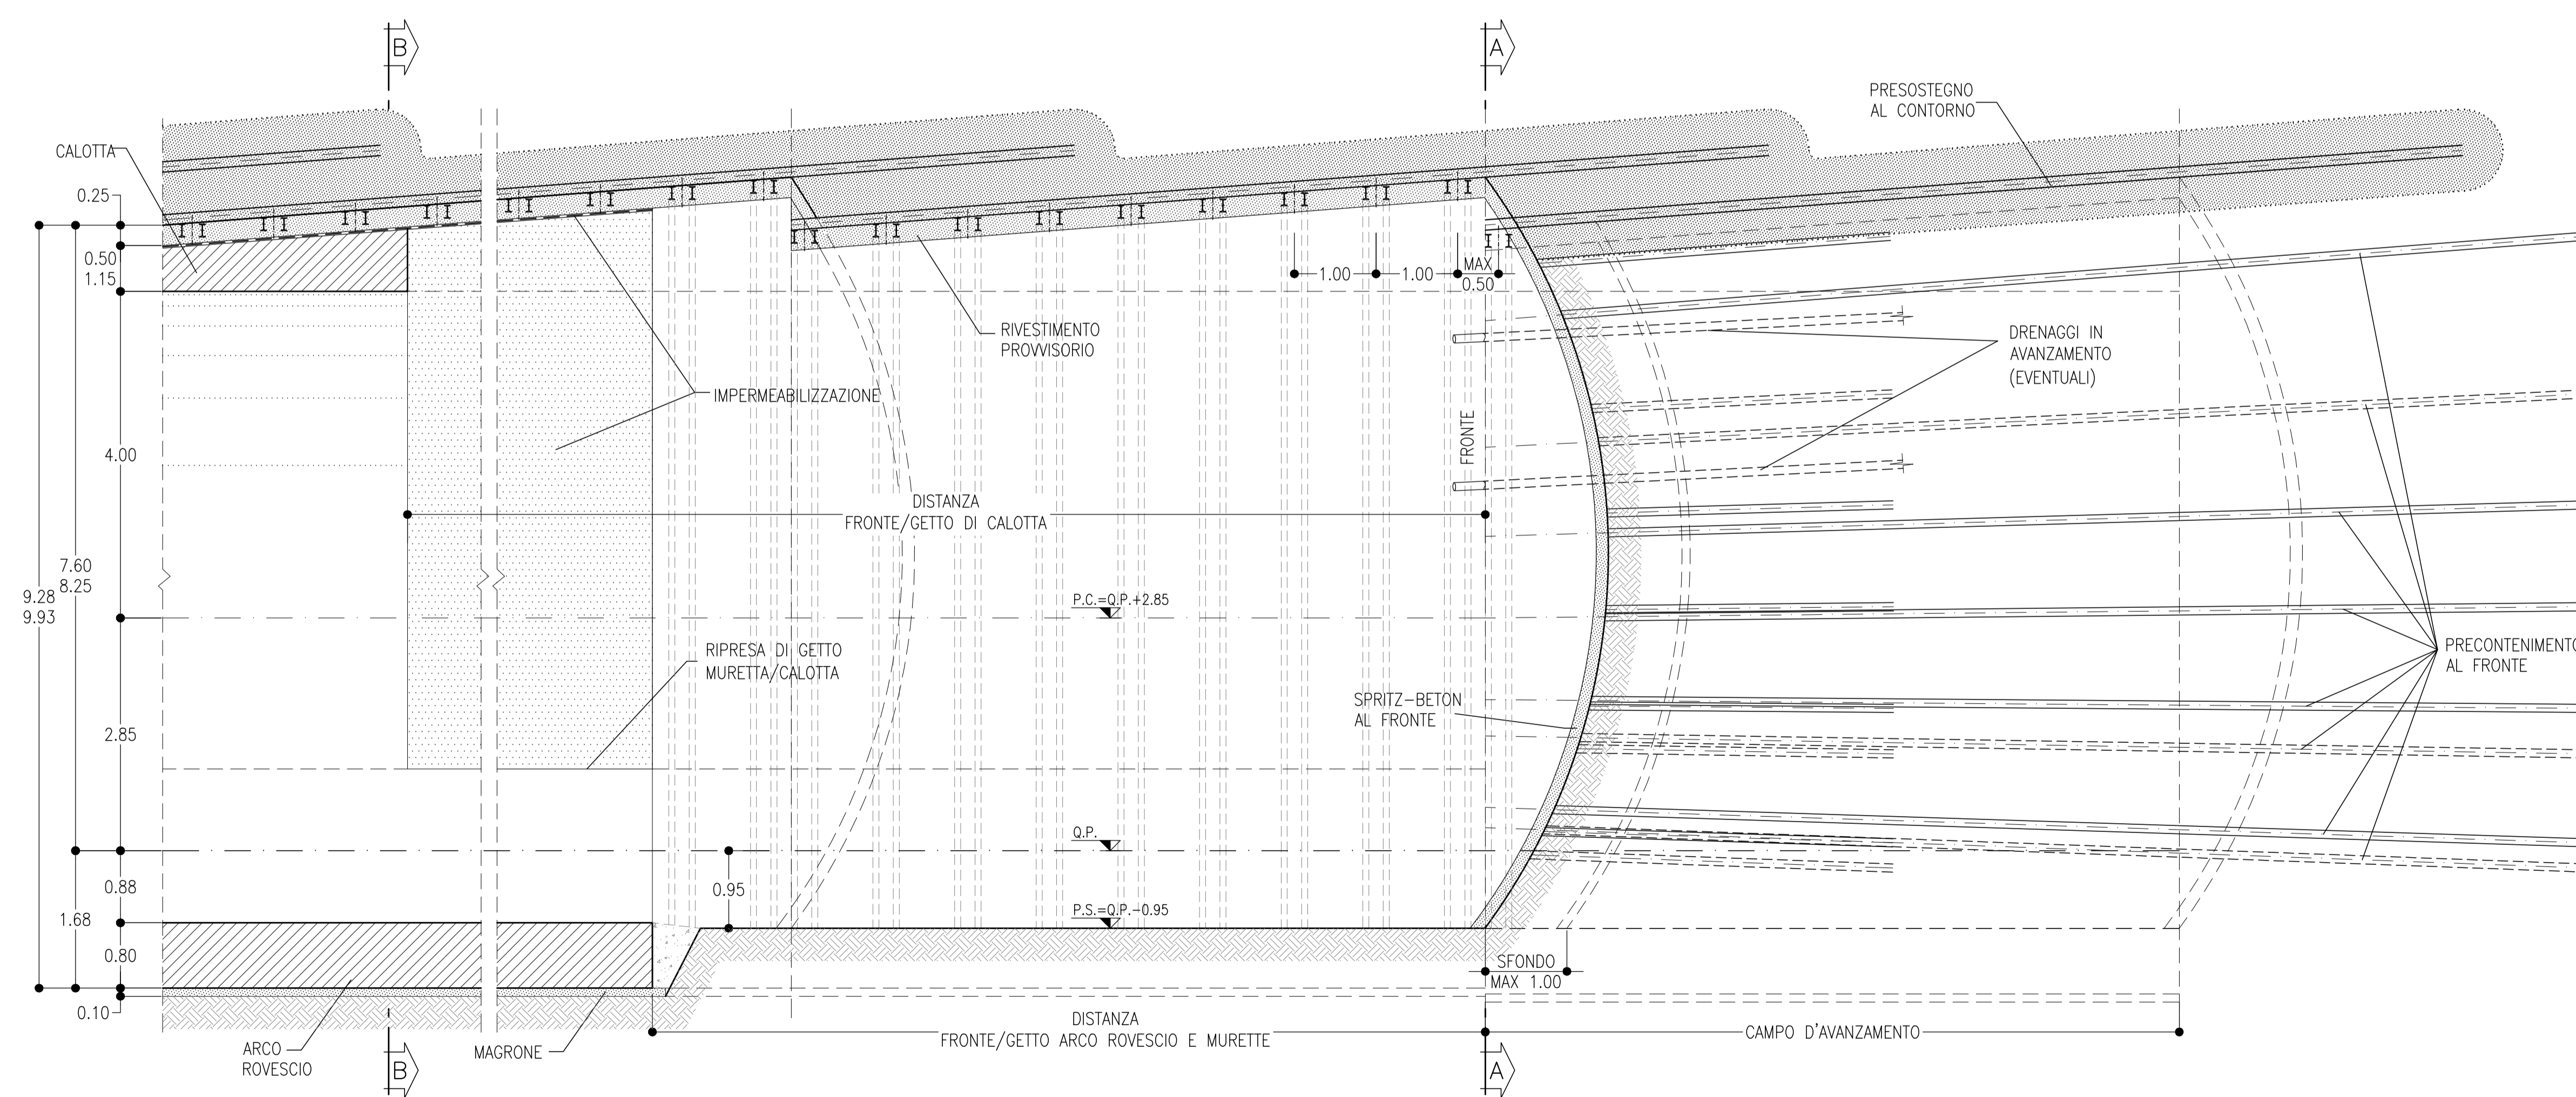 B
A
PRESOSTEGNO
AL CONTORNO
CALOTTA
0.25
0.50
1.15
1.00
1.00
MAX
0.50
RIVESTIMENTO
PROVVISORIO
DRENAGGI IN
AVANZAMENTO
(EVENTUALI)
IMPERMEABILIZZAZIONE
FRONTE
4.00
DISTANZA
FRONTE/GETTO DI CALOTTA
7.60
8.25
9.28
9.93
P.C.=Q.P.+2.85
RIPRESA DI GETTO
MURETTA/CALOTTA
PRECONTENIMENTO
AL FRONTE
SPRITZ-BETON
AL FRONTE
2.85
Q.P.
0.88
0.95
1.68
P.S.=Q.P.-0.95
0.80
SFONDO
MAX 1.00
0.10
DISTANZA
FRONTE/GETTO ARCO ROVESCIO E MURETTE
CAMPO D'AVANZAMENTO
ARCO
ROVESCIO
MAGRONE
B
A